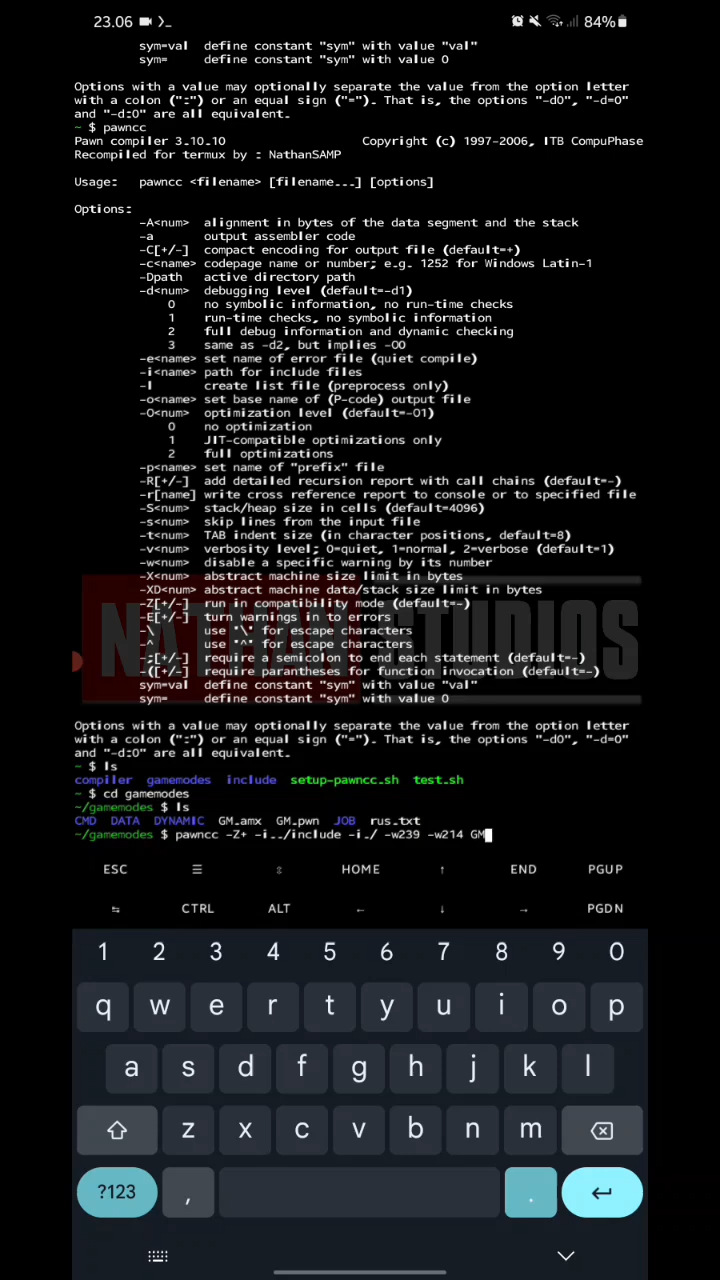 23.06
84%
sym=val define constant "sym" with value "val"
sym= define constant "sym" with value 0
Options with a value may optionally separate the value from the option letter
with a colon (":") or an equal sign ("="). That is, the options "-d0", "-d=0"
and "-d:0" are all equivalent.
~ $ pawncc
Pawn compiler 3.10.10 Copyright (c) 1997-2006, ITB CompuPhase
Recompiled for termux by : NathanSAMP
Usage: pawncc <filename> [filename...] [options]
Options:
-A<num> alignment in bytes of the data segment and the stack
-a output assembler code
-C[+/-] compact encoding for output file (default=+)
-c<name> codepage name or number; e.g. 1252 for Windows Latin-1
-Dpath active directory path
-d<num> debugging level (default=-d1)
0 no symbolic information, no run-time checks
1 run-time checks, no symbolic information
2 full debug information and dynamic checking
3 same as -d2, but implies -O0
-e<name> set name of error file (quiet compile)
-i<name> path for include files
-l create list file (preprocess only)
-o<name> set base name of (P-code) output file
-O<num> optimization level (default=-O1)
0 no optimization
1 JIT-compatible optimizations only
2 full optimizations
-p<name> set name of "prefix" file
-R[+/-] add detailed recursion report with call chains (default=-)
-r[name] write cross reference report to console or to specified file
-S<num> stack/heap size in cells (default=4096)
-s<num> skip lines from the input file
-t<num> TAB indent size (in character positions, default=8)
-v<num> verbosity level; 0=quiet, 1=normal, 2=verbose (default=1)
-w<num> disable a specific warning by its number
-X<num> abstract machine size limit in bytes
-XD<num> abstract machine data/stack size limit in bytes
-Z[+/-] run in compatibility mode (default=-)
-E[+/-] turn warnings in to errors
-\ use '\' for escape characters
-^ use '^' for escape characters
-;[+/-] require a semicolon to end each statement (default=-)
-([+/-] require parantheses for function invocation (default=-)
sym=val define constant "sym" with value "val"
sym= define constant "sym" with value 0
Options with a value may optionally separate the value from the option letter
with a colon (":") or an equal sign ("="). That is, the options "-d0", "-d=0"
and "-d:0" are all equivalent.
~ $ ls
compiler gamemodes include setup-pawncc.sh test.sh
~ $ cd gamemodes
~/gamemodes $ ls
CMD DATA DYNAMIC GM.amx GM.pwn JOB rus.txt
~/gamemodes $ pawncc -Z+ -i../include -i./ -w239 -w214 GM
ESC HOME END PGUP
CTRL ALT PGDN
1 2 3 4 5 6 7 8 9 0
q w e r t y u i o p
a s d f g h j k l
z x c v b n m
?123 , .